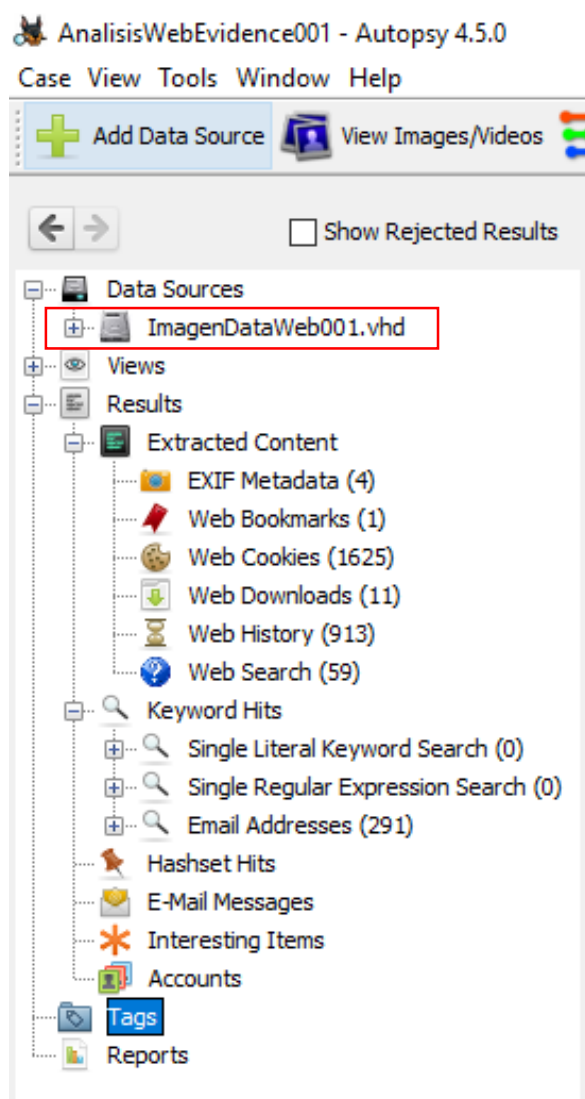 AnalisisWebEvidence001 - Autopsy 4.5.0
Case View Tools Window Help
Add Data Source View Images/Videos
Show Rejected Results
Data Sources
ImagenDataWeb001.vhd
Views
Results
Extracted Content
EXIF Metadata (4)
Web Bookmarks (1)
Web Cookies (1625)
Web Downloads (11)
Web History (913)
Web Search (59)
Keyword Hits
Single Literal Keyword Search (0)
Single Regular Expression Search (0)
Email Addresses (291)
Hashset Hits
E-Mail Messages
Interesting Items
Accounts
Tags
Reports